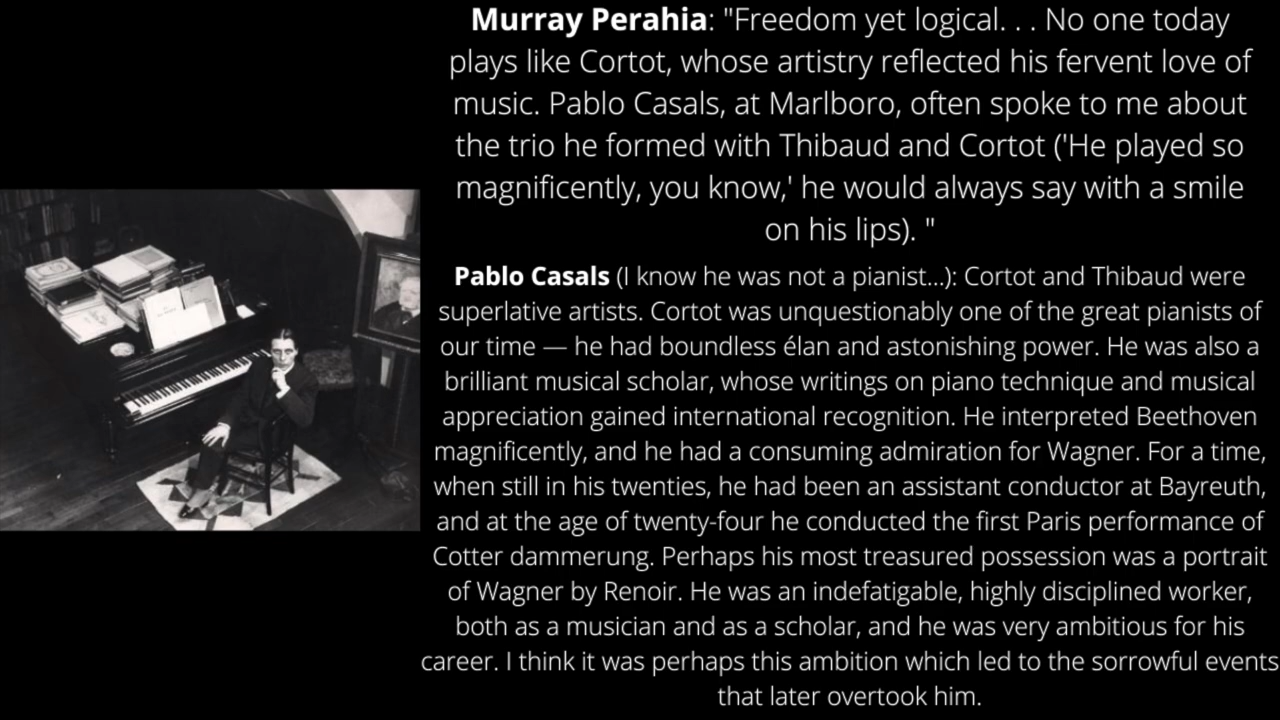 Murray Perahia: "Freedom yet logical. . . No one today
plays like Cortot, whose artistry reflected his fervent love of
music. Pablo Casals, at Marlboro, often spoke to me about
the trio he formed with Thibaud and Cortot ('He played so
magnificently, you know,' he would always say with a smile
on his lips). "
Pablo Casals (I know he was not a pianist...): Cortot and Thibaud were
superlative artists. Cortot was unquestionably one of the great pianists of
our time — he had boundless élan and astonishing power. He was also a
brilliant musical scholar, whose writings on piano technique and musical
appreciation gained international recognition. He interpreted Beethoven
magnificently, and he had a consuming admiration for Wagner. For a time,
when still in his twenties, he had been an assistant conductor at Bayreuth,
and at the age of twenty-four he conducted the first Paris performance of
Cotter dammerung. Perhaps his most treasured possession was a portrait
of Wagner by Renoir. He was an indefatigable, highly disciplined worker,
both as a musician and as a scholar, and he was very ambitious for his
career. I think it was perhaps this ambition which led to the sorrowful events
that later overtook him.